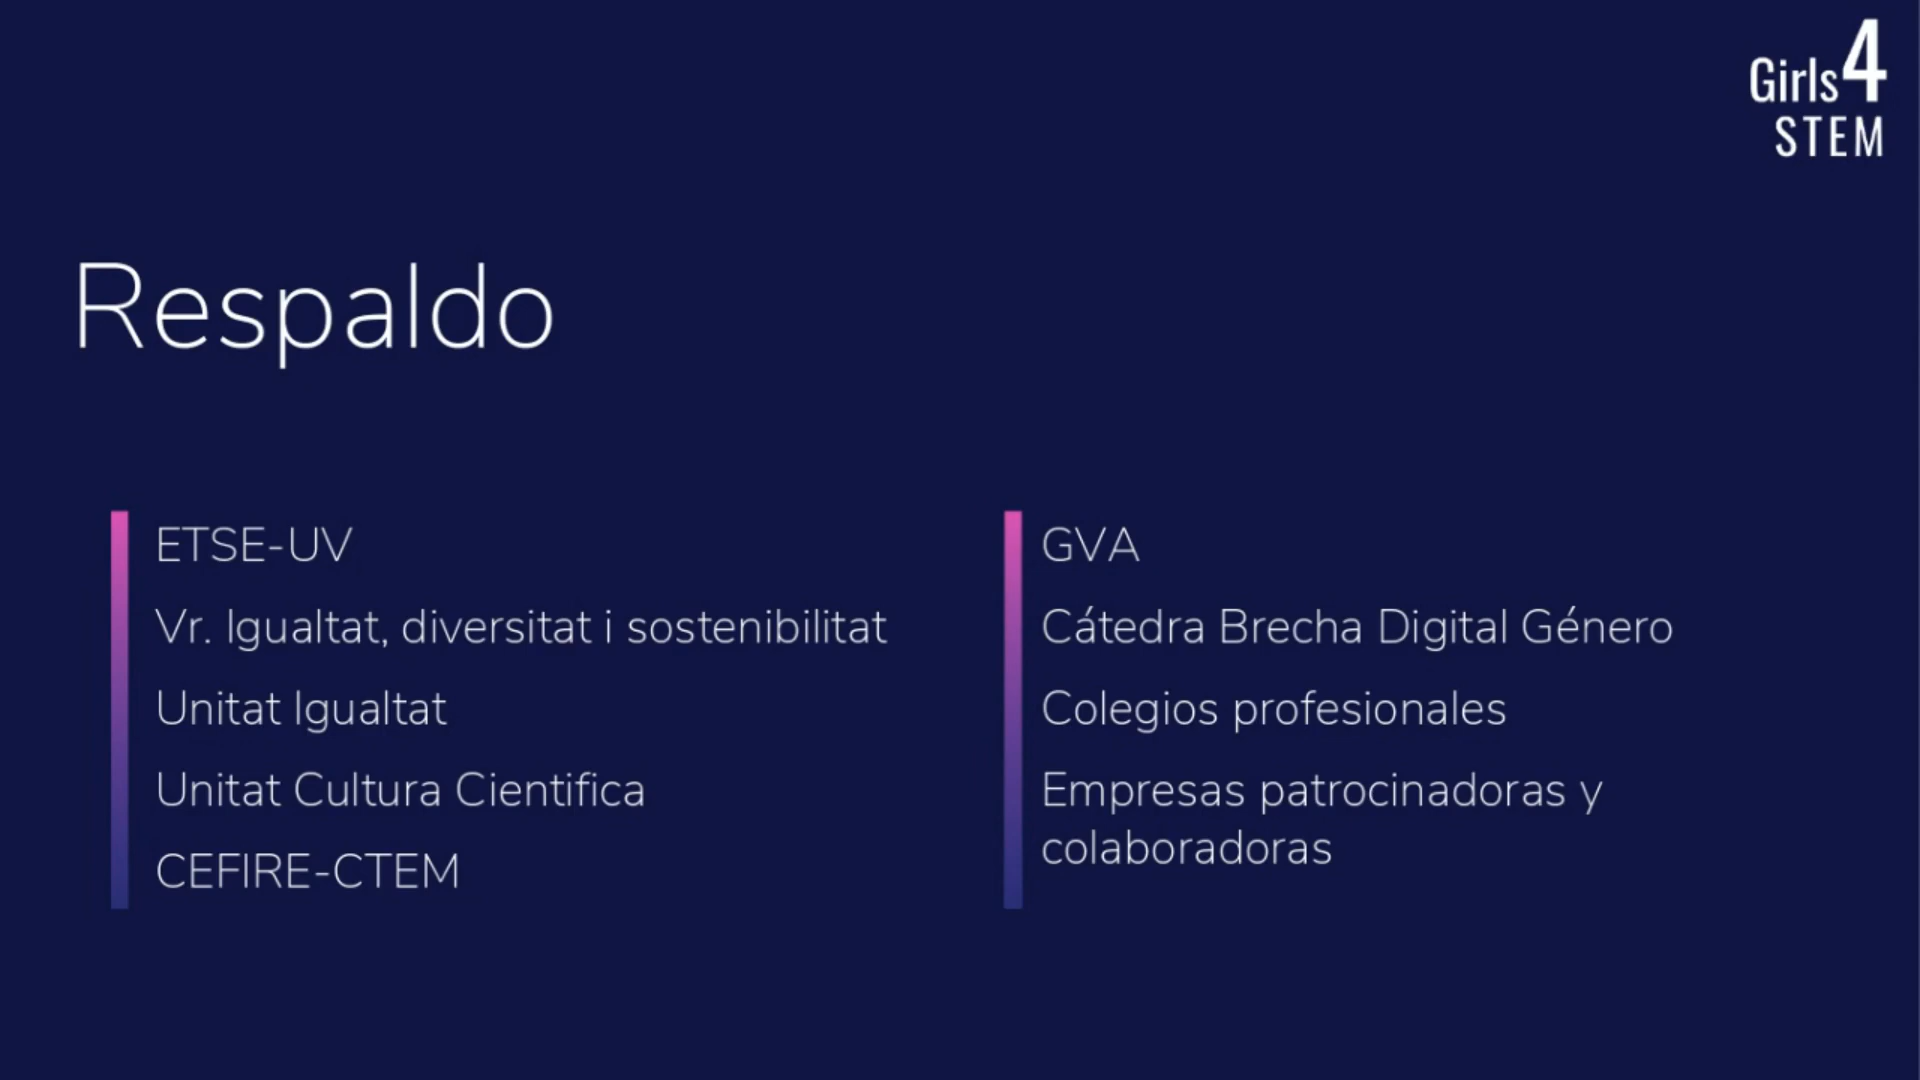 Girls4
STEM
Respaldo
ETSE-UV
Vr. Igualtat, diversitat i sostenibilitat
Unitat Igualtat
Unitat Cultura Cientifica
CEFIRE-CTEM
GVA
Cátedra Brecha Digital Género
Colegios profesionales
Empresas patrocinadoras y
colaboradoras